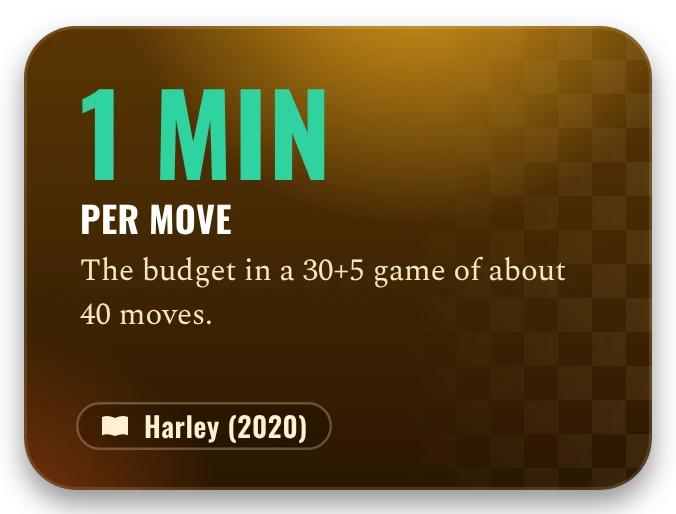 1 MIN
PER MOVE
The budget in a 30+5 game of about
40 moves.
Harley (2020)